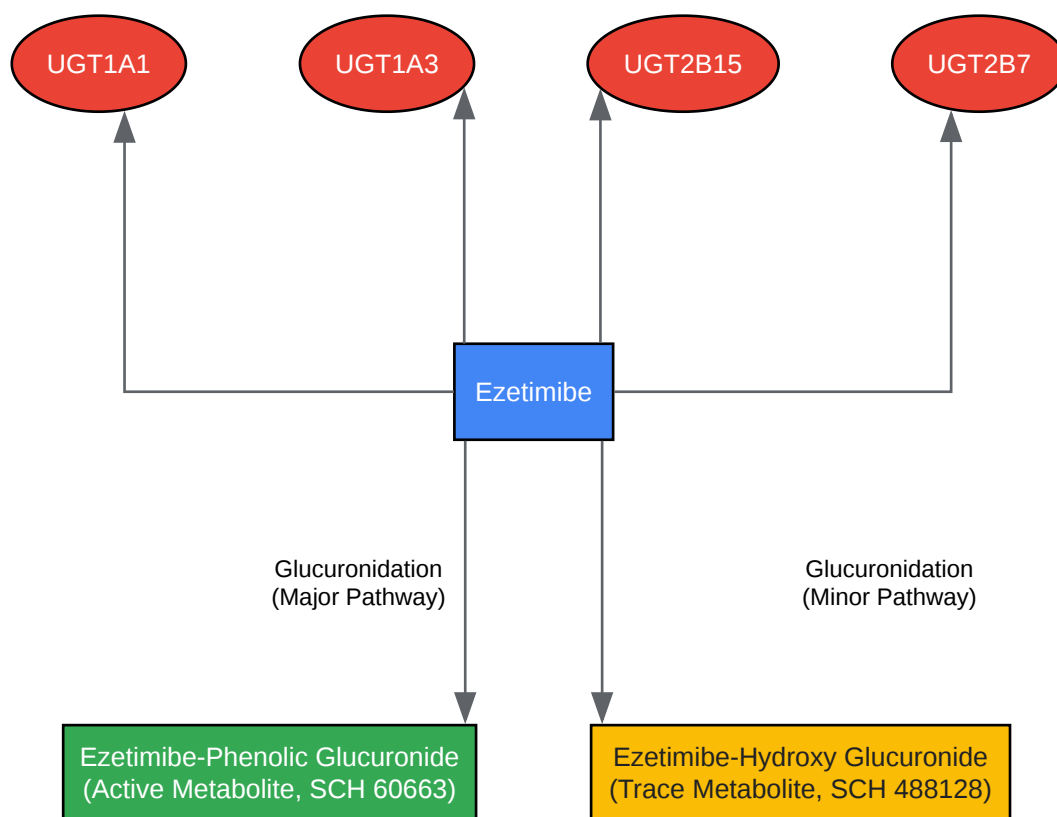 UGT1A1
UGT1A3
UGT2B15
UGT2B7
Ezetimibe
Glucuronidation
(Major Pathway)
Glucuronidation
(Minor Pathway)
Ezetimibe-Phenolic Glucuronide
(Active Metabolite, SCH 60663)
Ezetimibe-Hydroxy Glucuronide
(Trace Metabolite, SCH 488128)